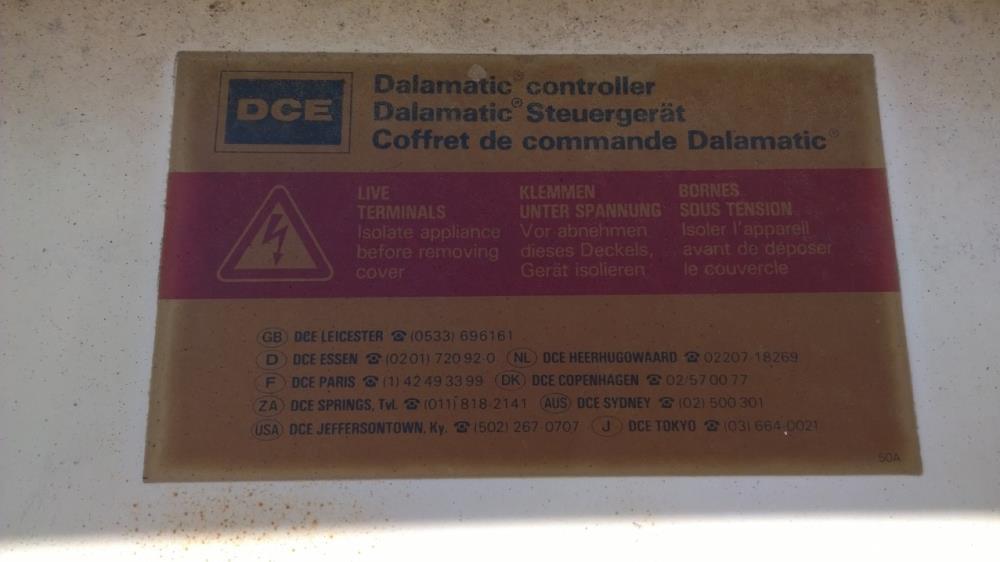 DCE
Dalamatic® controller
Dalamatic® Steuergerät
Coffret de commande Dalamatic®
LIVE
TERMINALS
Isolate appliance
before removing
cover
KLEMMEN
UNTER SPANNUNG
Vor abnehmen
dieses Deckels,
Gerät isolieren
BORNES
SOUS TENSION
Isoler l'appareil
avant de déposer
le couvercle
GB DCE LEICESTER ☎ (0533) 696161
D DCE ESSEN ☎ (0201) 720 92-0 NL DCE HEERHUGOWAARD ☎ 02207-18269
F DCE PARIS ☎ (1) 42 49 33 99 DK DCE COPENHAGEN ☎ 02/57 00 77
ZA DCE SPRINGS, Tvl. ☎ (011) 818-2141 AUS DCE SYDNEY ☎ (02) 500 301
USA DCE JEFFERSONTOWN, Ky. ☎ (502) 267-0707 J DCE TOKYO ☎ (03) 664-0021
50A